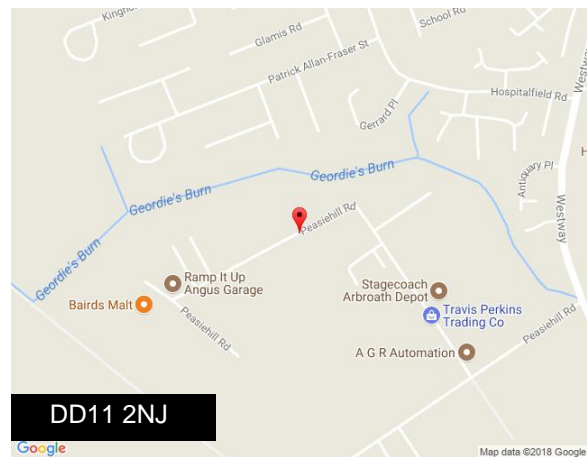 Kingho
Glamis Rd
School Rd
Patrick Allan-Fraser St
Hospitalfield Rd
Westway
Gerrard Pl
Geordie's Burn
Antiquary Pl
H
Geordie's Burn
Westway
Peasiehill Rd
Geordie's Burn
Ramp It Up
Angus Garage
Stagecoach
Arbroath Depot
Bairds Malt
Travis Perkins
Trading Co
Peasiehill Rd
Peasiehill Rd
A G R Automation
DD11 2NJ
Google
Map data ©2018 Google